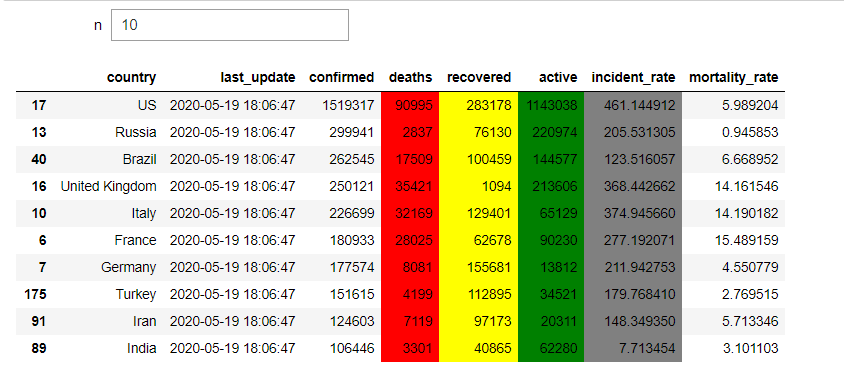 n 10
country last_update confirmed deaths recovered active incident_rate mortality_rate
17 US 2020-05-19 18:06:47 1519317 90995 283178 1143038 461.144912 5.989204
13 Russia 2020-05-19 18:06:47 299941 2837 76130 220974 205.531305 0.945853
40 Brazil 2020-05-19 18:06:47 262545 17509 100459 144577 123.516057 6.668952
16 United Kingdom 2020-05-19 18:06:47 250121 35421 1094 213606 368.442662 14.161546
10 Italy 2020-05-19 18:06:47 226699 32169 129401 65129 374.945660 14.190182
6 France 2020-05-19 18:06:47 180933 28025 62678 90230 277.192071 15.489159
7 Germany 2020-05-19 18:06:47 177574 8081 155681 13812 211.942753 4.550779
175 Turkey 2020-05-19 18:06:47 151615 4199 112895 34521 179.768410 2.769515
91 Iran 2020-05-19 18:06:47 124603 7119 97173 20311 148.349350 5.713346
89 India 2020-05-19 18:06:47 106446 3301 40865 62280 7.713454 3.101103